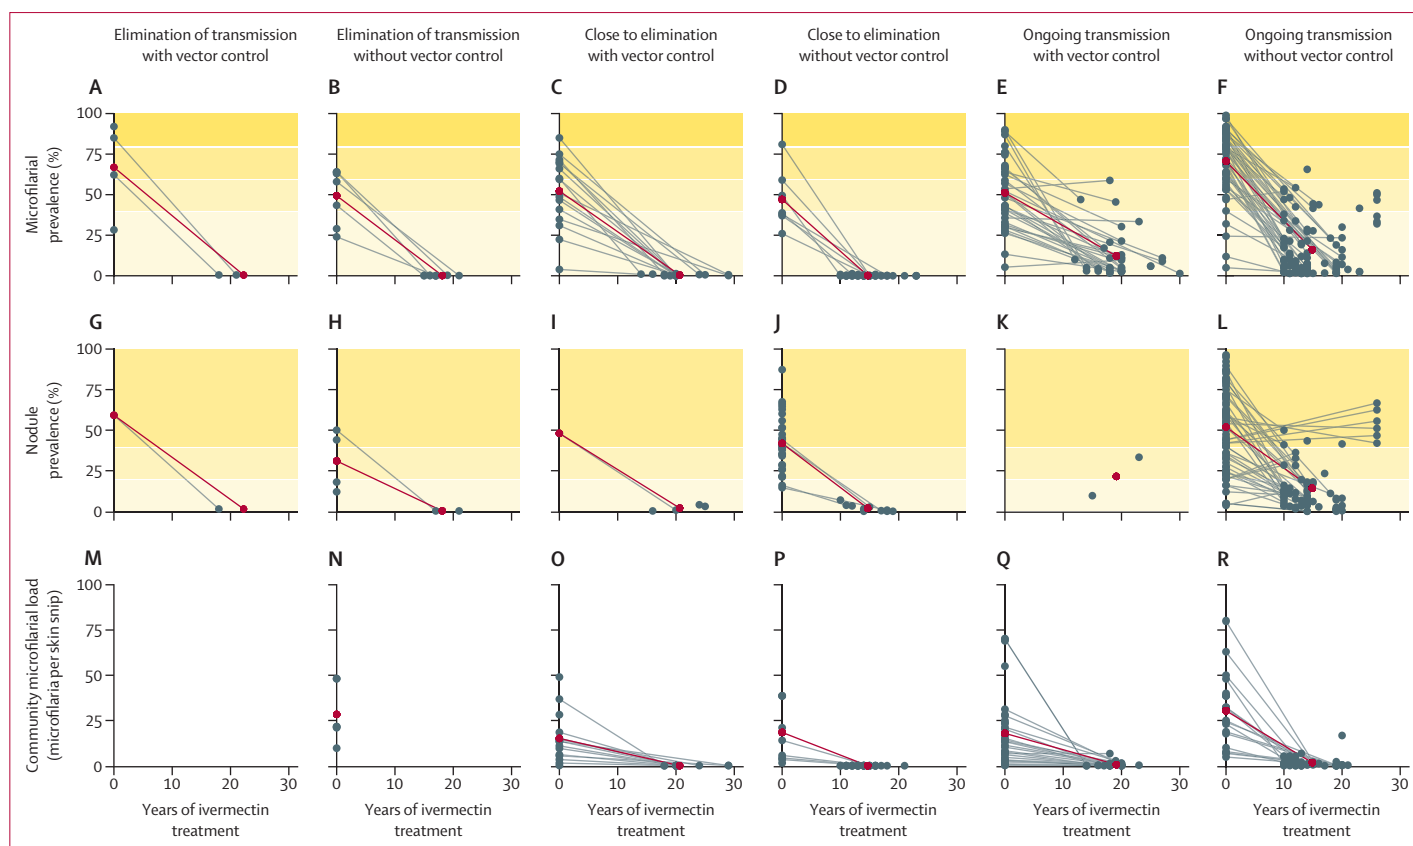 Elimination of transmission
with vector control
Elimination of transmission
without vector control
Close to elimination
with vector control
Close to elimination
without vector control
Ongoing transmission
with vector control
Ongoing transmission
without vector control
A
B
C
D
E
F
Microfilarial
prevalence (%)
100
75
50
25
0
G
H
I
J
K
L
Nodule
prevalence (%)
100
75
50
25
0
M
N
O
P
Q
R
Community microfilarial load
(microfilaria per skin snip)
100
75
50
25
0
0 10 20 30
0 10 20 30
0 10 20 30
0 10 20 30
0 10 20 30
0 10 20 30
Years of ivermectin
treatment
Years of ivermectin
treatment
Years of ivermectin
treatment
Years of ivermectin
treatment
Years of ivermectin
treatment
Years of ivermectin
treatment